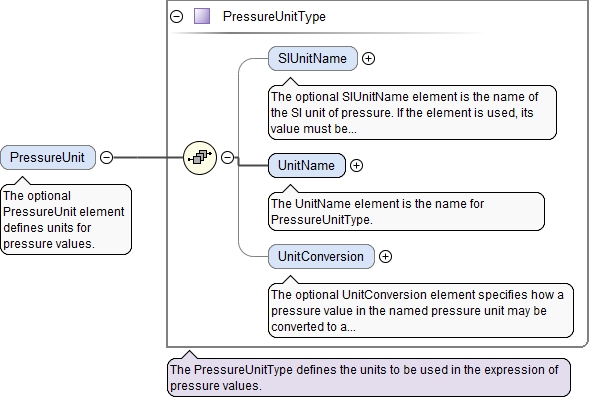 PressureUnitType
SIUnitName
The optional SIUnitName element is the name of
the SI unit of pressure. If the element is used, its
value must be...
PressureUnit
The optional
PressureUnit element
defines units for
pressure values.
UnitName
The UnitName element is the name for
PressureUnitType.
UnitConversion
The optional UnitConversion element specifies how a
pressure value in the named pressure unit may be
converted to a...
The PressureUnitType defines the units to be used in the expression of
pressure values.